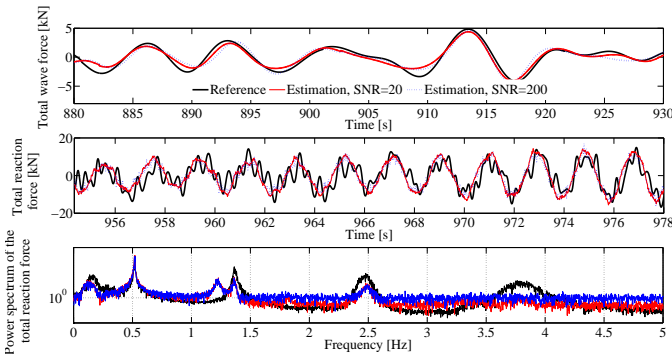 Total wave force [kN]
5
0
−5
Reference Estimation, SNR=20 Estimation, SNR=200
880 885 890 895 900 905 910 915 920 925 930
Time [s]
Total reaction
force [kN]
20
0
−20
956 958 960 962 964 966 968 970 972 974 976 978
Time [s]
Power spectrum of the
total reaction force
10^0
0 0.5 1 1.5 2 2.5 3 3.5 4 4.5 5
Frequency [Hz]